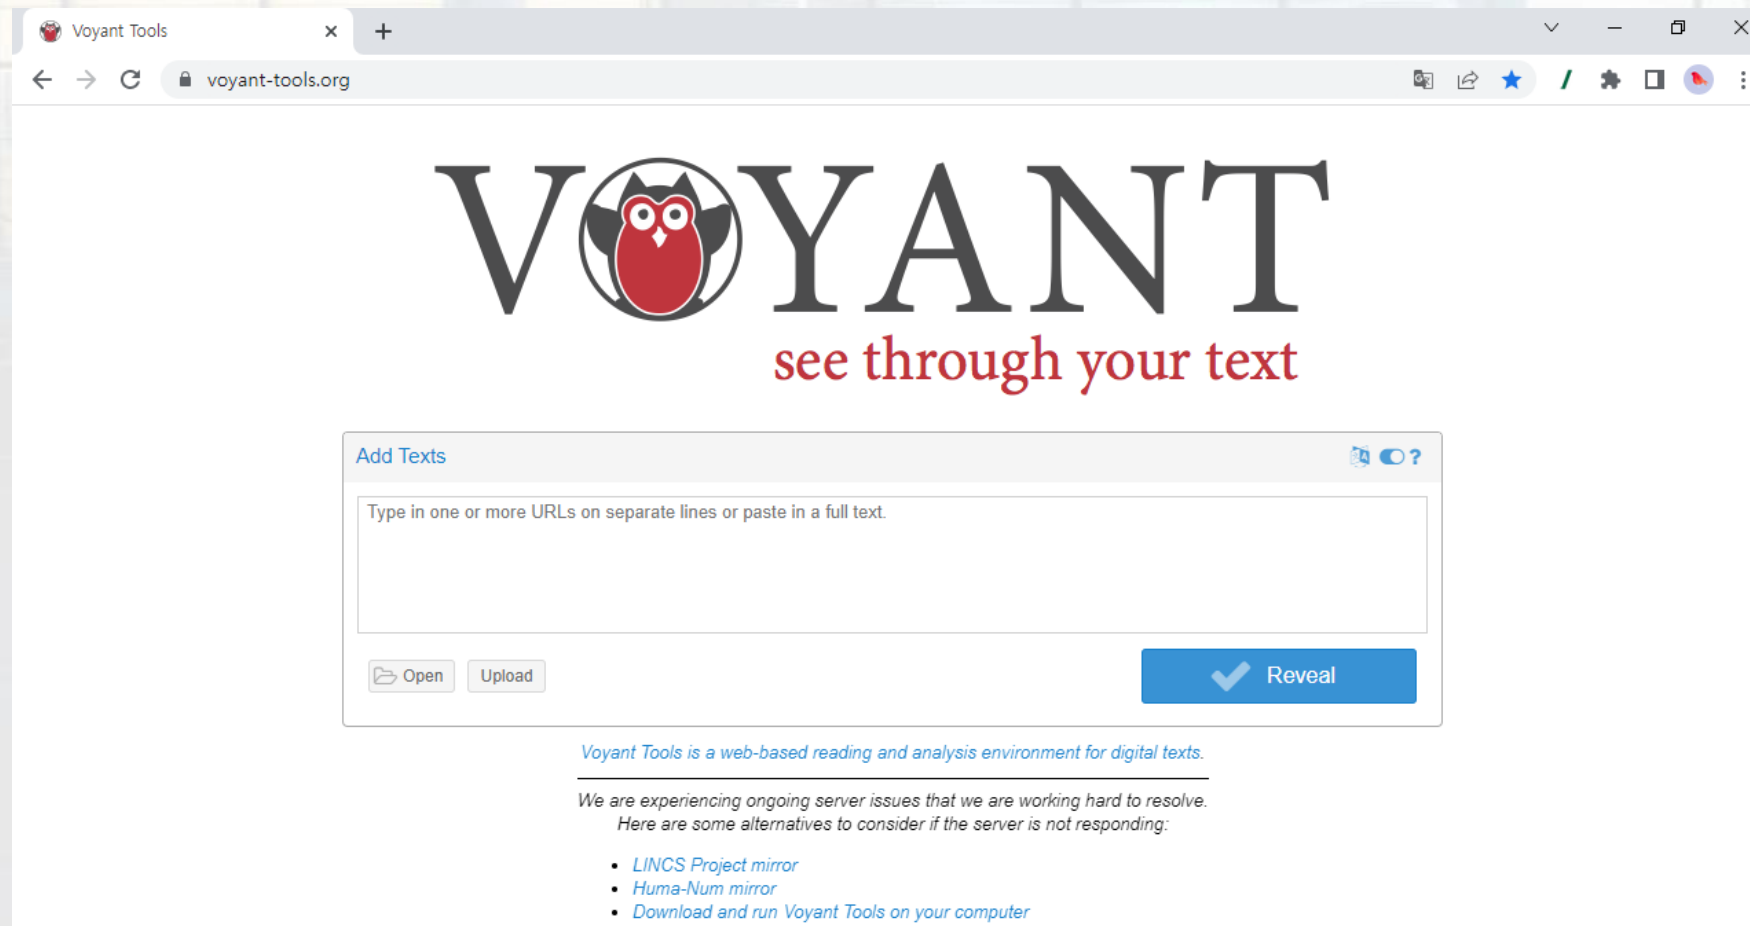 Voyant Tools
voyant-tools.org
VOYANT
see through your text
Add Texts
Type in one or more URLs on separate lines or paste in a full text.
Open
Upload
Reveal
Voyant Tools is a web-based reading and analysis environment for digital texts.
We are experiencing ongoing server issues that we are working hard to resolve.
Here are some alternatives to consider if the server is not responding:
• LINCS Project mirror
• Huma-Num mirror
• Download and run Voyant Tools on your computer